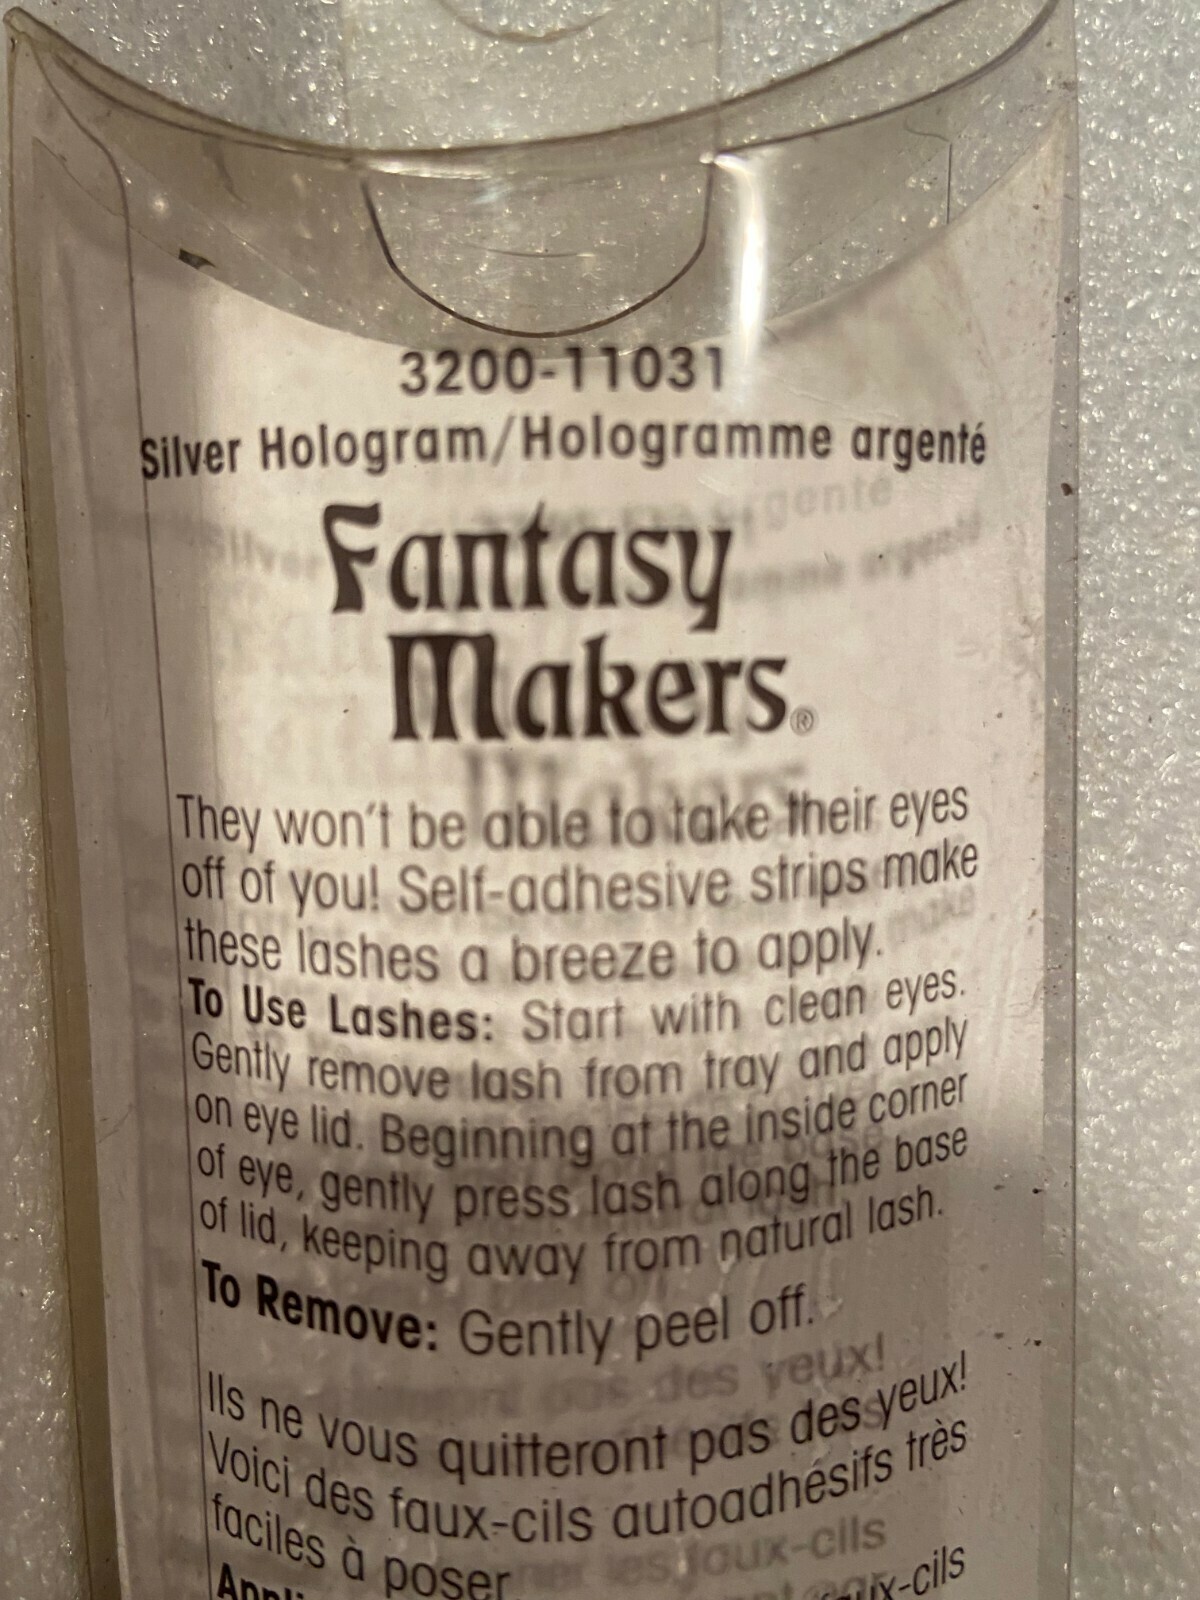 3200-11031
Silver Hologram/Hologramme argenté
Fantasy
Makers®
They won't be able to take their eyes
off of you! Self-adhesive strips make
these lashes a breeze to apply.
To Use Lashes: Start with clean eyes.
Gently remove lash from tray and apply
on eye lid. Beginning at the inside corner
of eye, gently press lash along the base
of lid, keeping away from natural lash.
To Remove: Gently peel off.
Ils ne vous quitteront pas des yeux!
Voici des faux-cils autoadhésifs très
faciles à poser.
faux-cils